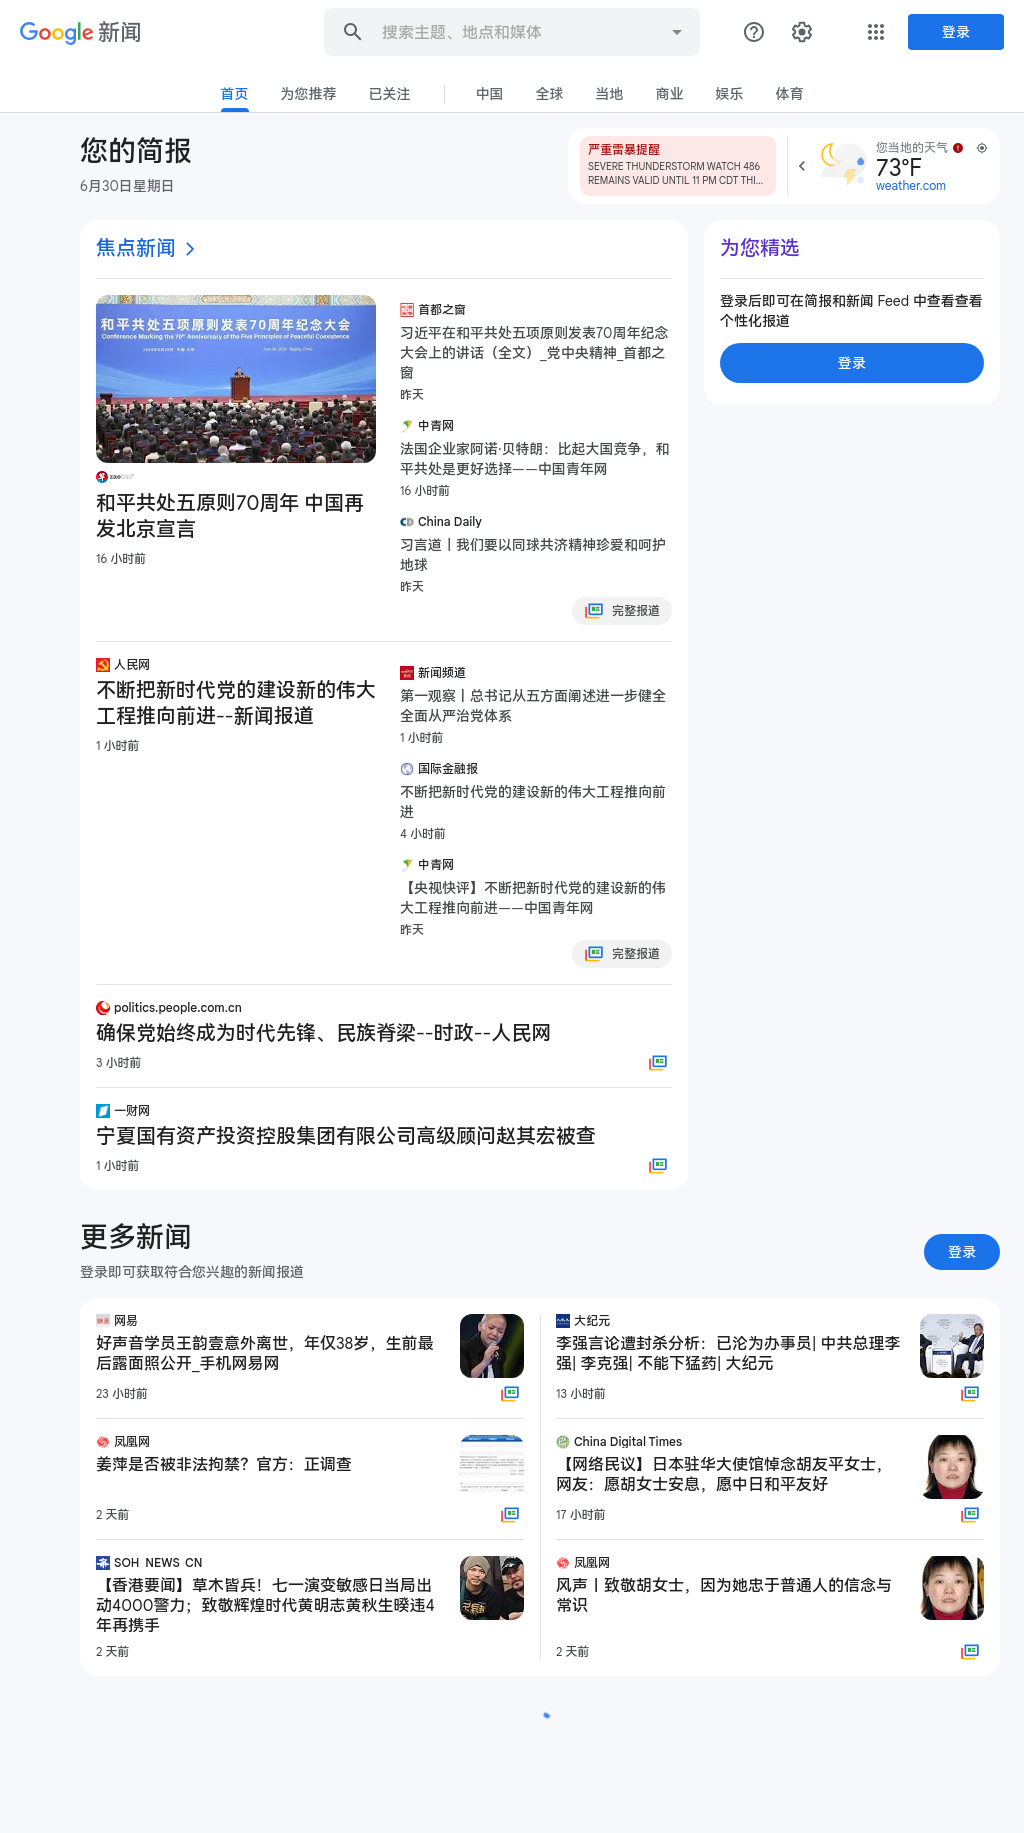 Google 新闻
搜索主题、地点和媒体
登录
首页 为您推荐 已关注 中国 全球 当地 商业 娱乐 体育
您的简报
6月30日星期日
严重雷暴提醒
SEVERE THUNDERSTORM WATCH 486
REMAINS VALID UNTIL 11 PM CDT THI...
您当地的天气
73°F
weather.com
焦点新闻
和平共处五项原则发表70周年纪念大会
Conference Marking the 70th Anniversary of the Five Principles of Peaceful Coexistence
zaobao
和平共处五原则70周年 中国再
发北京宣言
16 小时前
首都之窗
习近平在和平共处五项原则发表70周年纪念
大会上的讲话（全文）_党中央精神_首都之
窗
昨天
中青网
法国企业家阿诺·贝特朗：比起大国竞争，和
平共处是更好选择——中国青年网
16 小时前
China Daily
习言道丨我们要以同球共济精神珍爱和呵护
地球
昨天
完整报道
人民网
不断把新时代党的建设新的伟大
工程推向前进--新闻报道
1 小时前
新闻频道
第一观察丨总书记从五方面阐述进一步健全
全面从严治党体系
1 小时前
国际金融报
不断把新时代党的建设新的伟大工程推向前
进
4 小时前
中青网
【央视快评】不断把新时代党的建设新的伟
大工程推向前进——中国青年网
昨天
完整报道
politics.people.com.cn
确保党始终成为时代先锋、民族脊梁--时政--人民网
3 小时前
一财网
宁夏国有资产投资控股集团有限公司高级顾问赵其宏被查
1 小时前
为您精选
登录后即可在简报和新闻 Feed 中查看查看
个性化报道
登录
更多新闻
登录即可获取符合您兴趣的新闻报道
登录
网易
好声音学员王韵壹意外离世，年仅38岁，生前最
后露面照公开_手机网易网
23 小时前
大纪元
李强言论遭封杀分析：已沦为办事员| 中共总理李
强| 李克强| 不能下猛药| 大纪元
13 小时前
凤凰网
姜萍是否被非法拘禁？官方：正调查
2 天前
China Digital Times
【网络民议】日本驻华大使馆悼念胡友平女士，
网友：愿胡女士安息，愿中日和平友好
17 小时前
SOH NEWS CN
【香港要闻】草木皆兵！七一演变敏感日当局出
动4000警力；致敬辉煌时代黄明志黄秋生暌违4
年再携手
2 天前
凤凰网
风声丨致敬胡女士，因为她忠于普通人的信念与
常识
2 天前